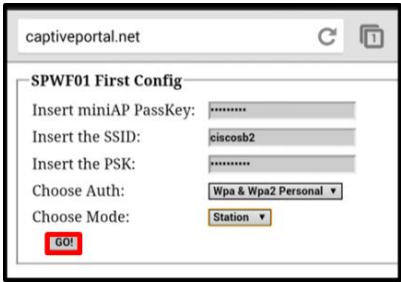 captiveportal.net
1
SPWF01 First Config
Insert miniAP PassKey: •••••••••
Insert the SSID: ciscosb2
Insert the PSK: ••••••••••
Choose Auth: Wpa & Wpa2 Personal ▼
Choose Mode: Station ▼
GO!